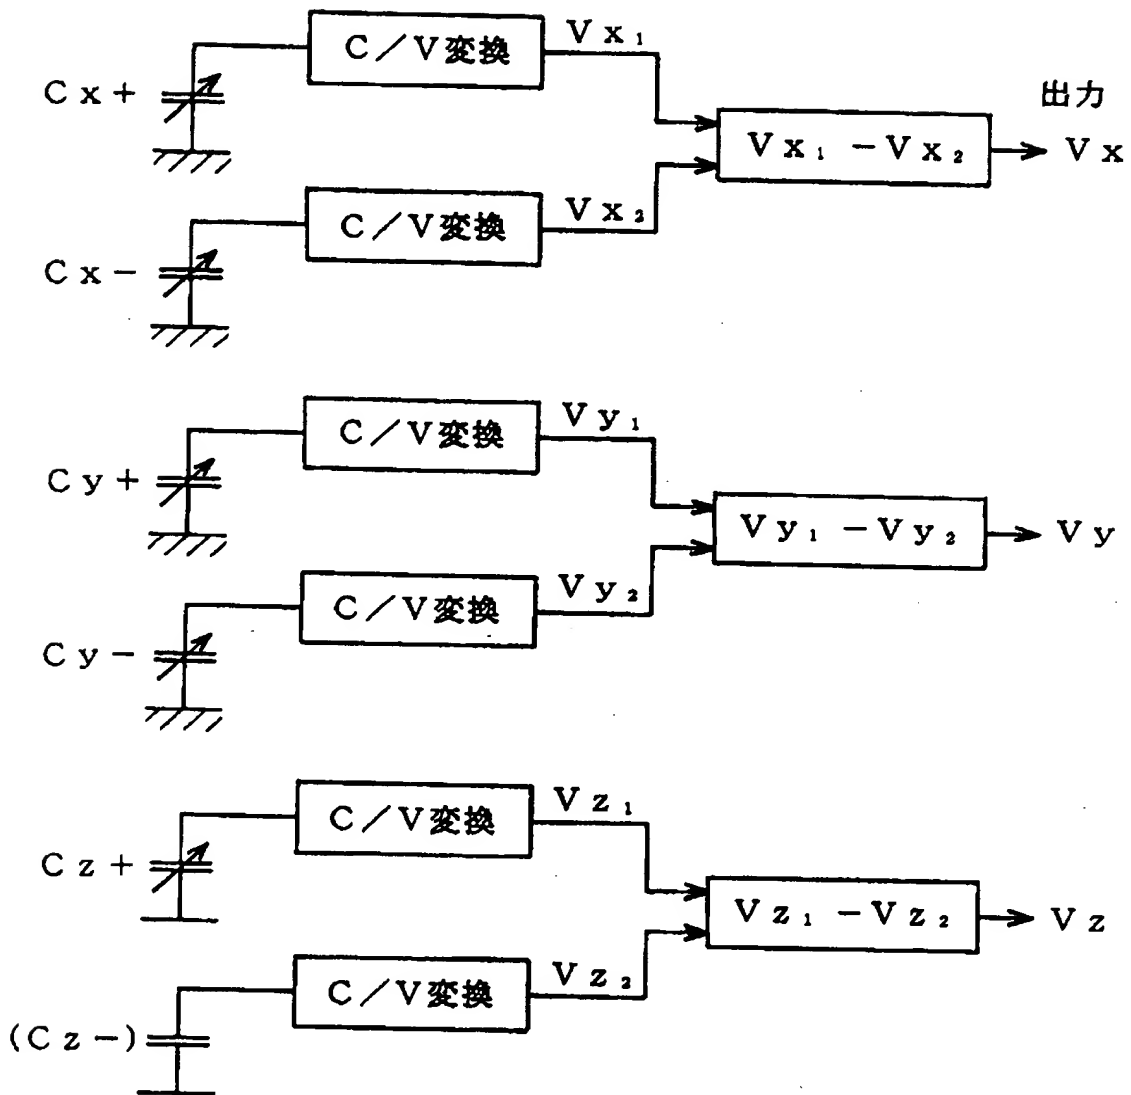 C/V変換
Vx₁
Cx+
出力
Vx₁－Vx₂
Vx
C/V変換
Vx₂
Cx－
C/V変換
Vy₁
Cy+
Vy₁－Vy₂
Vy
C/V変換
Vy₂
Cy－
C/V変換
Vz₁
Cz+
Vz₁－Vz₂
Vz
C/V変換
Vz₂
(Cz－)